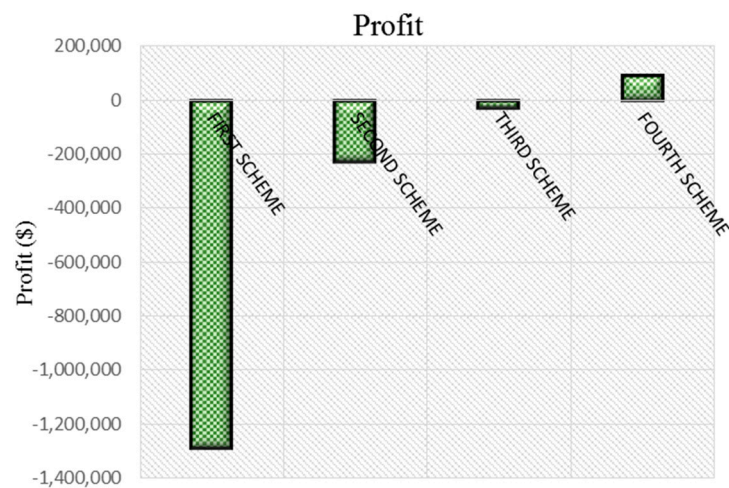 Profit
200,000
0
-200,000
-400,000
-600,000
-800,000
-1,000,000
-1,200,000
-1,400,000
Profit ($)
FIRST SCHEME
SECOND SCHEME
THIRD SCHEME
FOURTH SCHEME